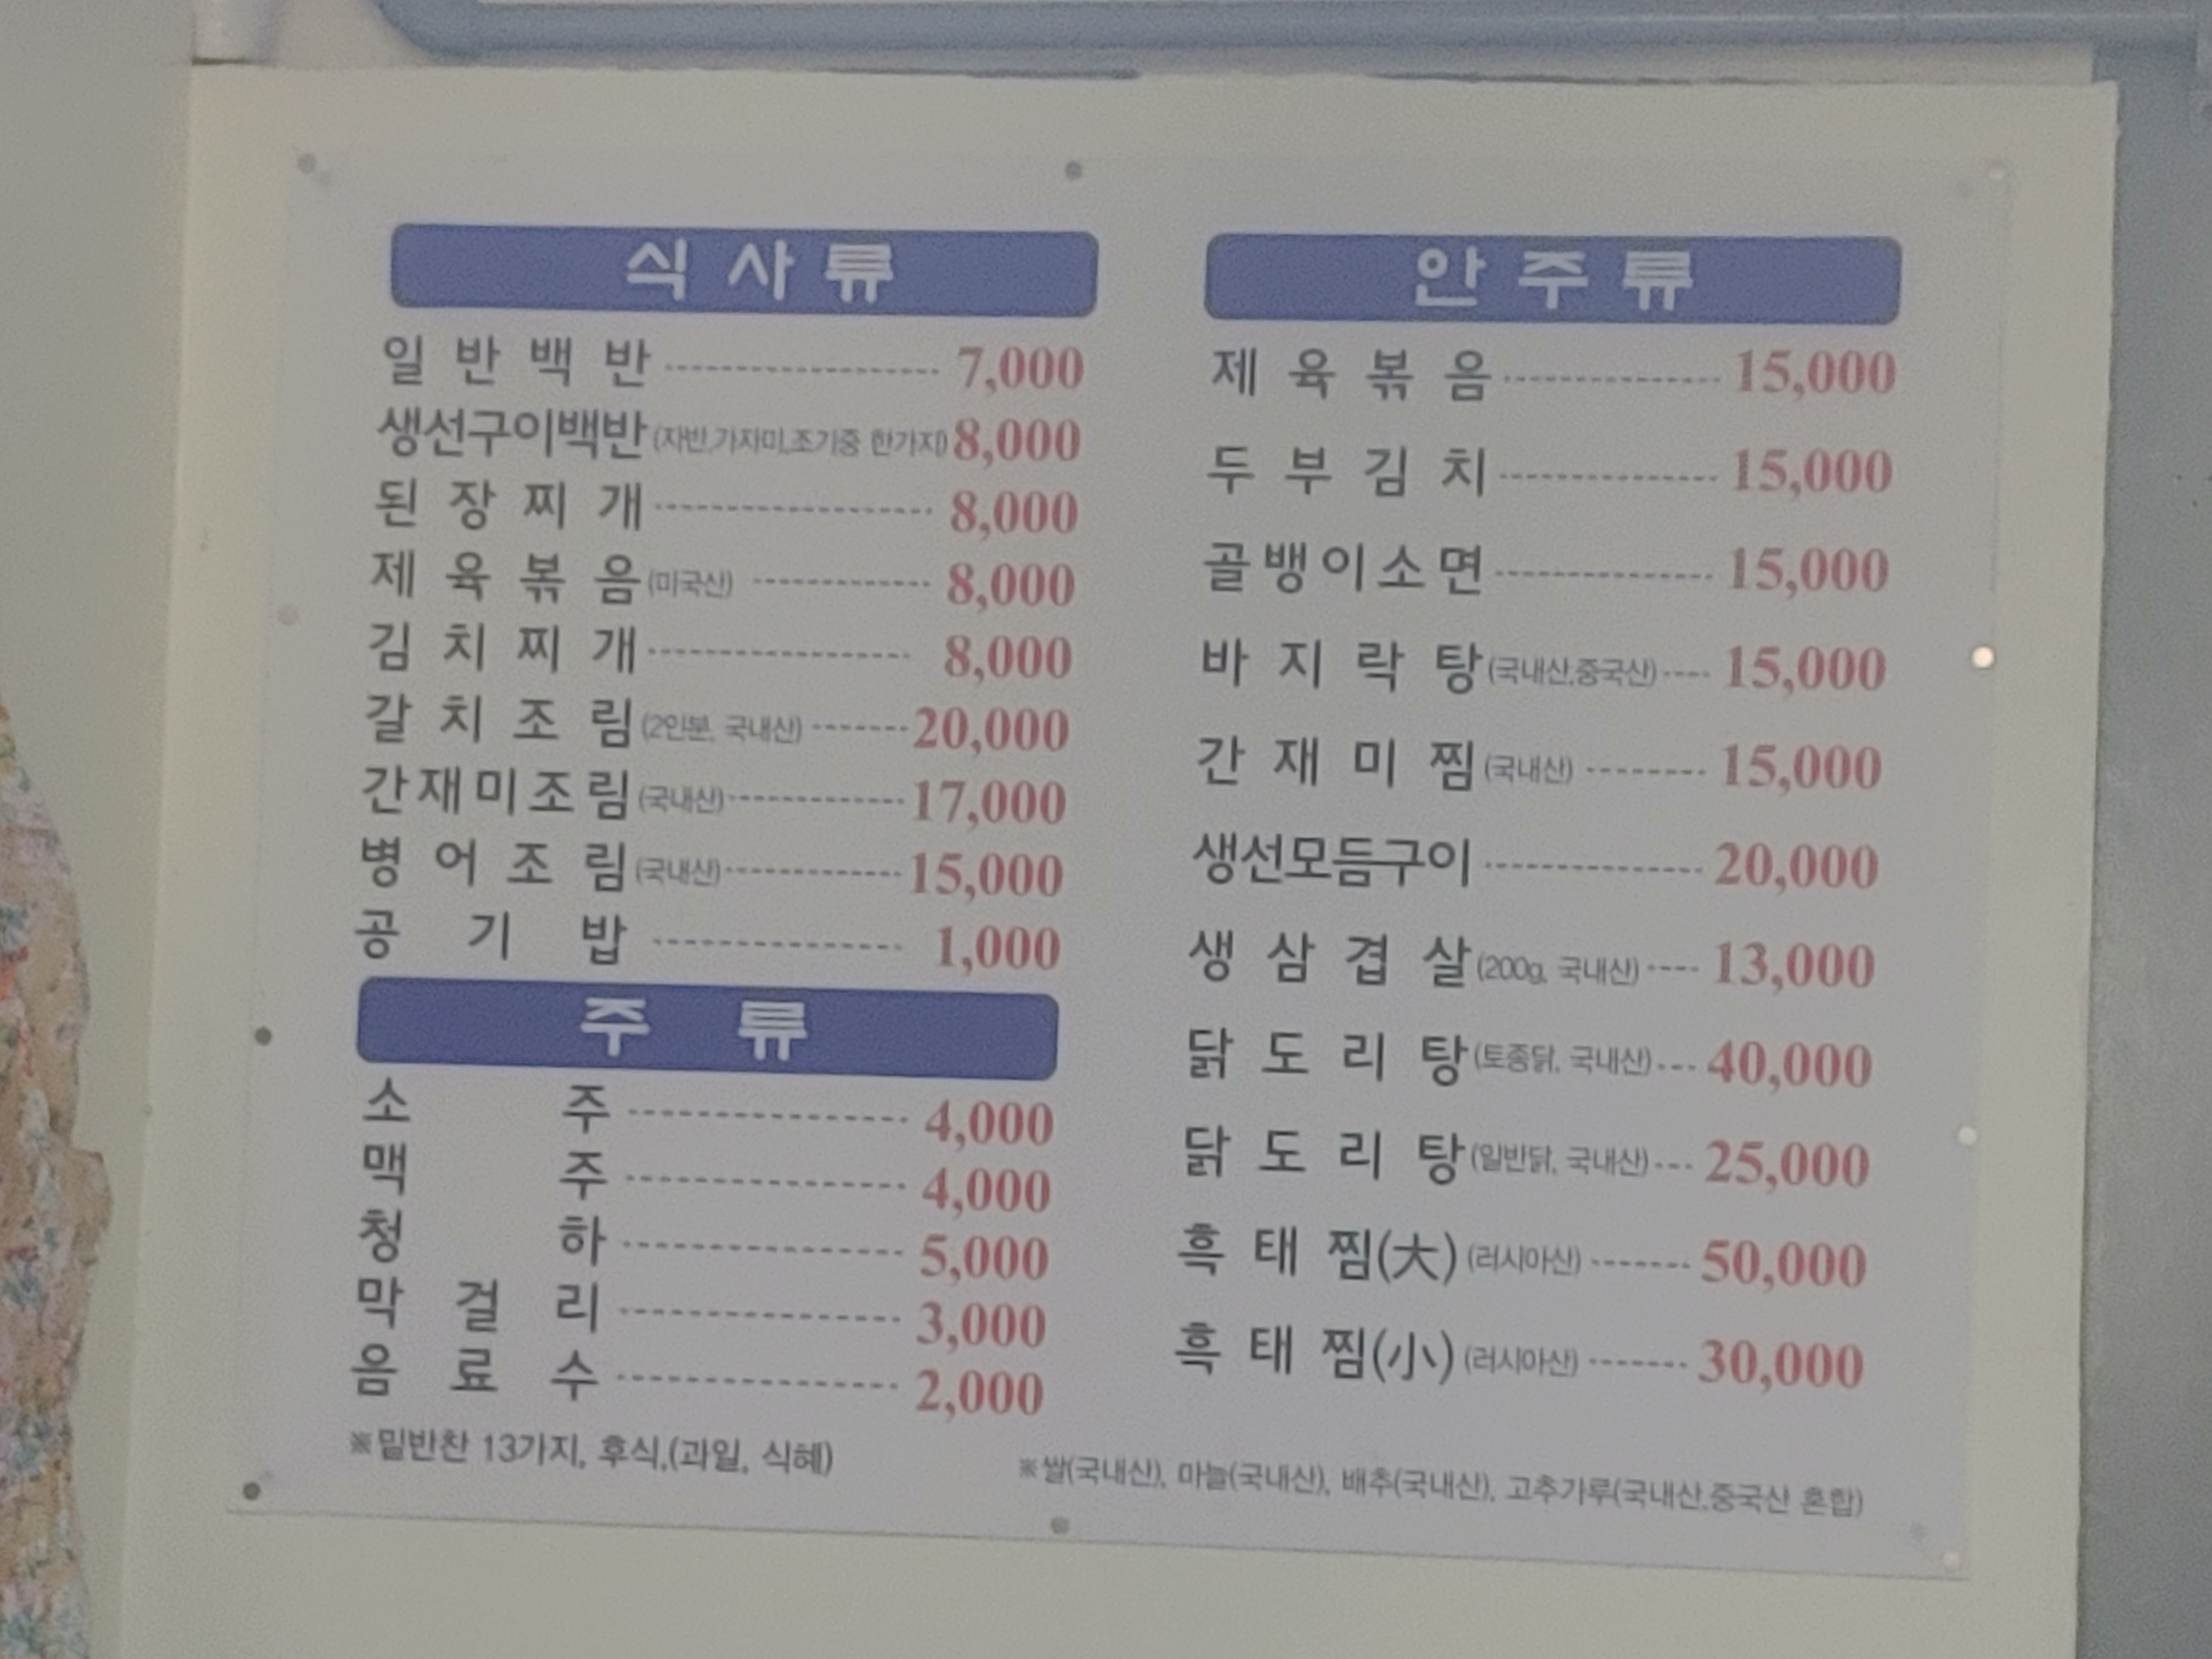 식사류
일반백반 7,000
생선구이백반(자반,가자미,조기중 한가지) 8,000
된장찌개 8,000
제육볶음(미국산) 8,000
김치찌개 8,000
갈치조림(2인분, 국내산) 20,000
간재미조림(국내산) 17,000
병어조림(국내산) 15,000
공기밥 1,000
주류
소주 4,000
맥주 4,000
청하 5,000
막걸리 3,000
음료수 2,000
※밑반찬 13가지, 후식,(과일, 식혜)
안주류
제육볶음 15,000
두부김치 15,000
골뱅이소면 15,000
바지락탕(국내산,중국산) 15,000
간재미찜(국내산) 15,000
생선모듬구이 20,000
생삼겹살(200g, 국내산) 13,000
닭도리탕(토종닭, 국내산) 40,000
닭도리탕(일반닭, 국내산) 25,000
흑태찜(大)(러시아산) 50,000
흑태찜(小)(러시아산) 30,000
※쌀(국내산), 마늘(국내산), 배추(국내산), 고추가루(국내산,중국산 혼합)